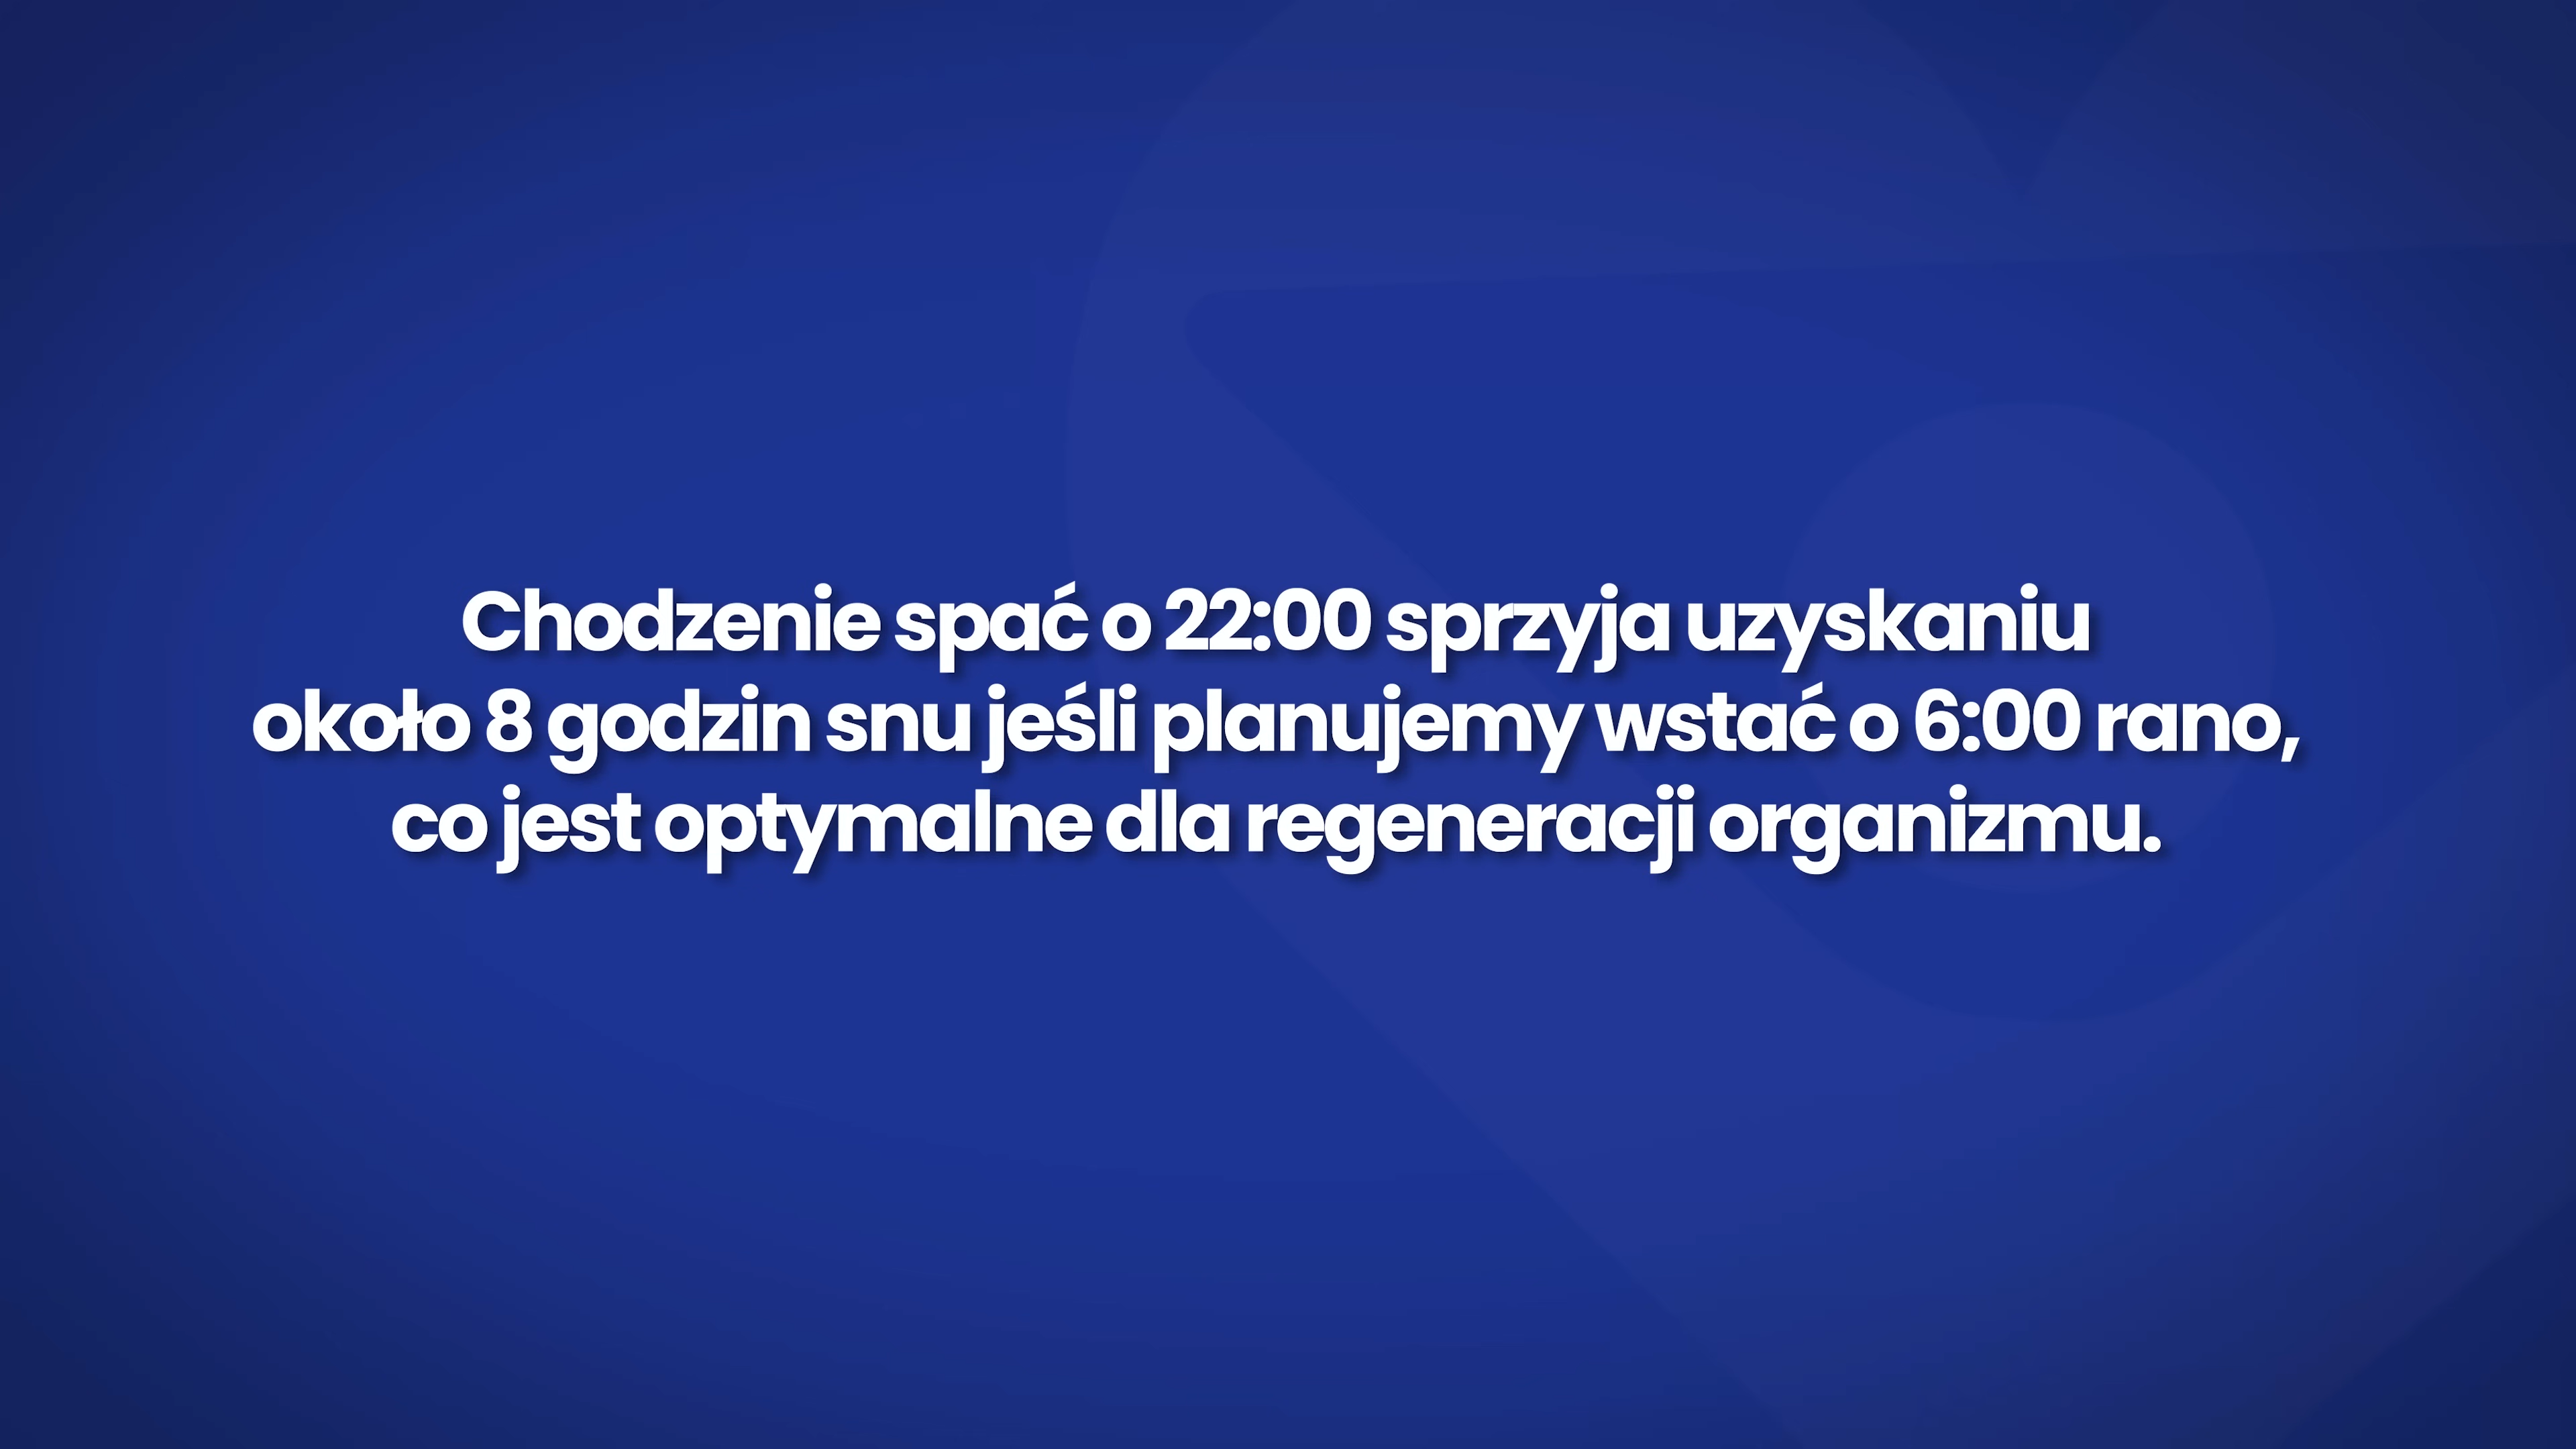 Chodzenie spać o 22:00 sprzyja uzyskaniu
około 8 godzin snu jeśli planujemy wstać o 6:00 rano,
co jest optymalne dla regeneracji organizmu.